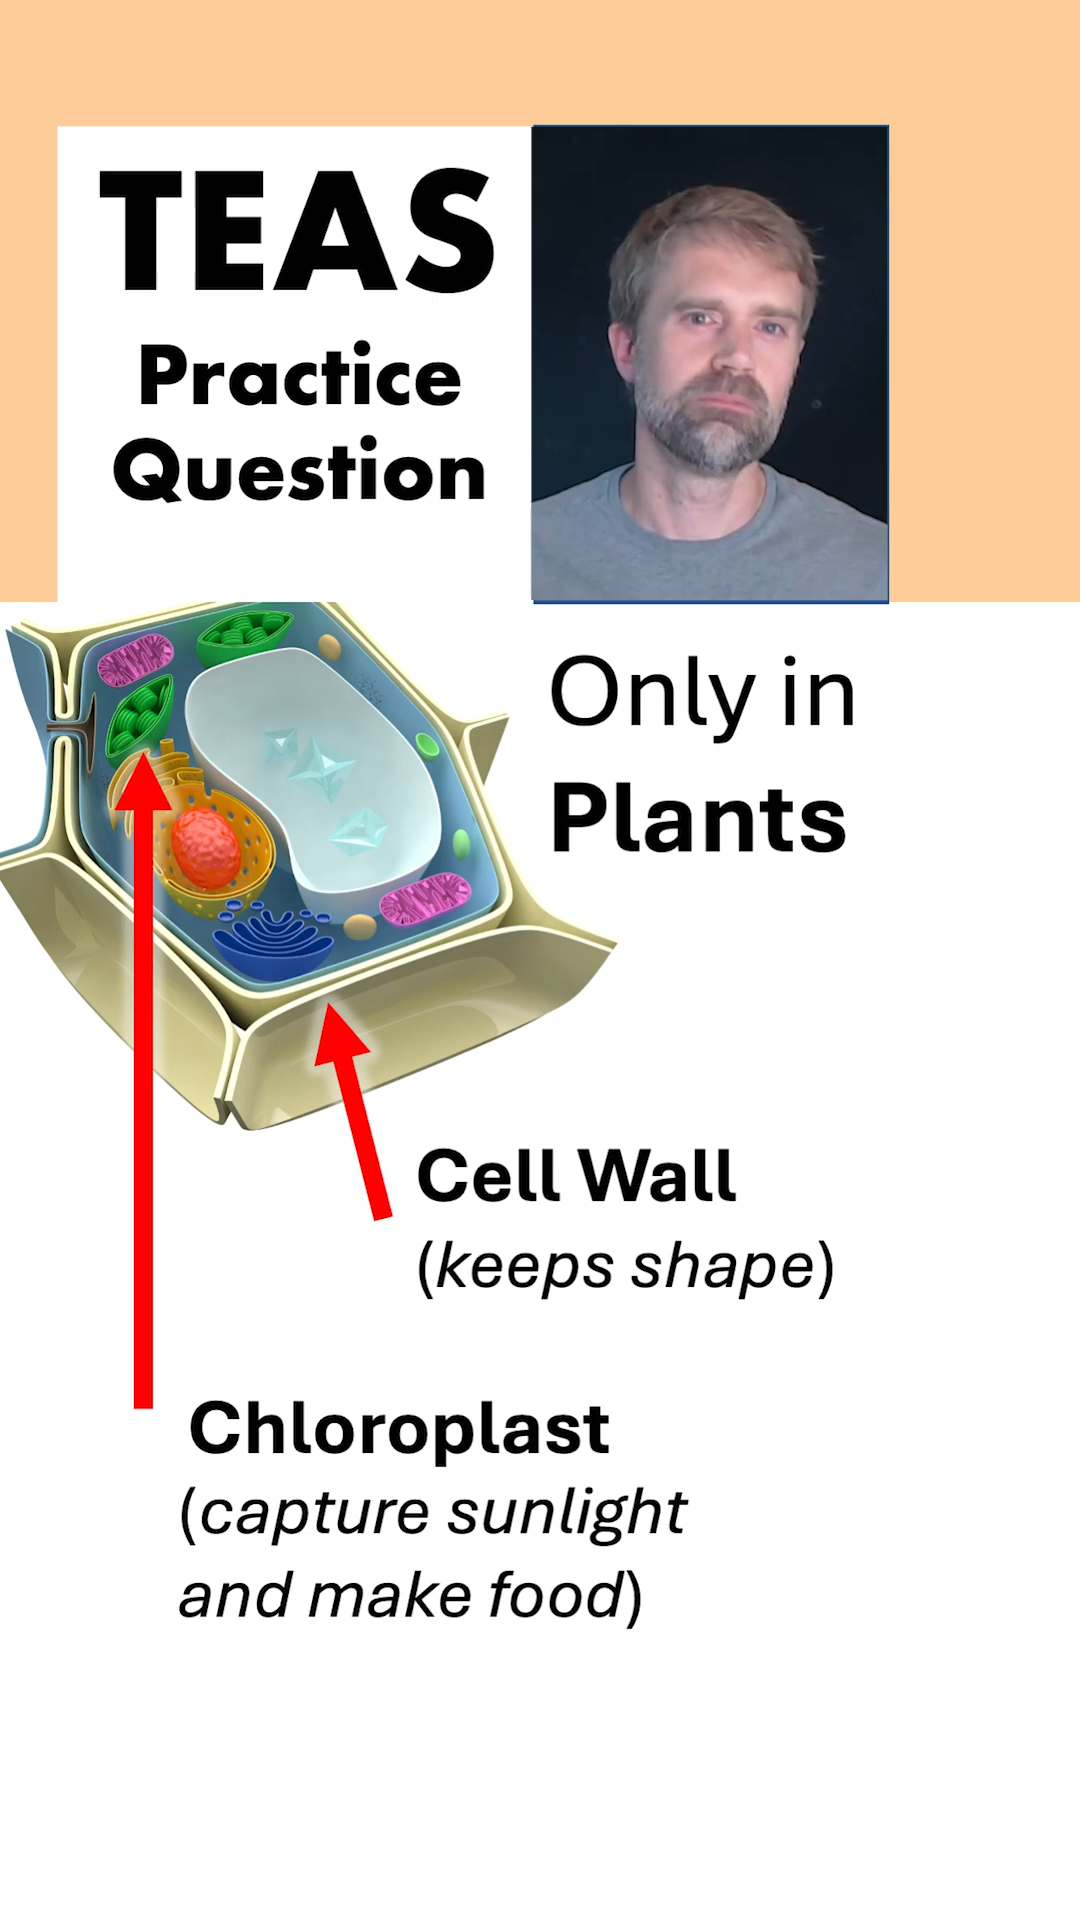 TEAS
Practice
Question
Only in
Plants
Cell Wall
(keeps shape)
Chloroplast
(capture sunlight
and make food)